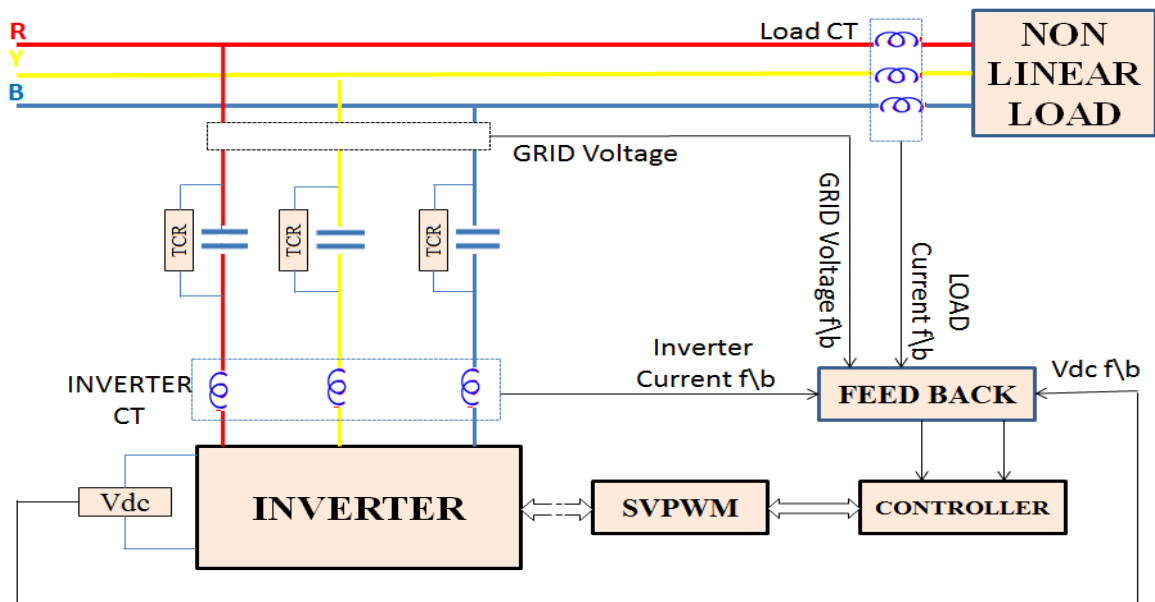 R
Load CT
NON
LINEAR
LOAD
Y
B
GRID Voltage
TCR
TCR
TCR
GRID Voltage f\b
LOAD
Current f\b
INVERTER
CT
Inverter
Current f\b
FEED BACK
Vdc f\b
Vdc
INVERTER
SVPWM
CONTROLLER